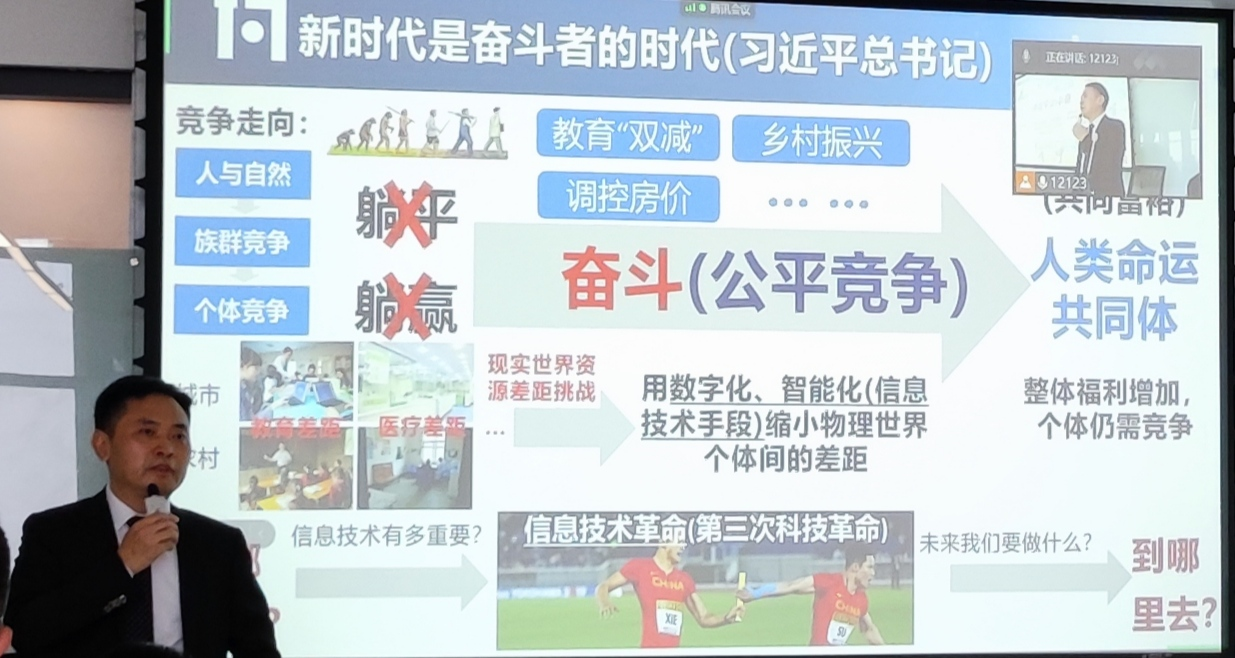 腾讯会议
新时代是奋斗者的时代(习近平总书记)
正在讲话: 12123
12123
竞争走向：
人与自然
族群竞争
个体竞争
躺平
躺赢
教育“双减”
乡村振兴
调控房价
... ...
奋斗(公平竞争)
(共同富裕)
人类命运
共同体
城市
教育差距
医疗差距
...
现实世界资
源差距挑战
用数字化、智能化(信息
技术手段)缩小物理世界
个体间的差距
整体福利增加，
个体仍需竞争
信息技术有多重要？
信息技术革命(第三次科技革命)
CHINA
XIE
CHINA
SU
未来我们要做什么？
到哪
里去？